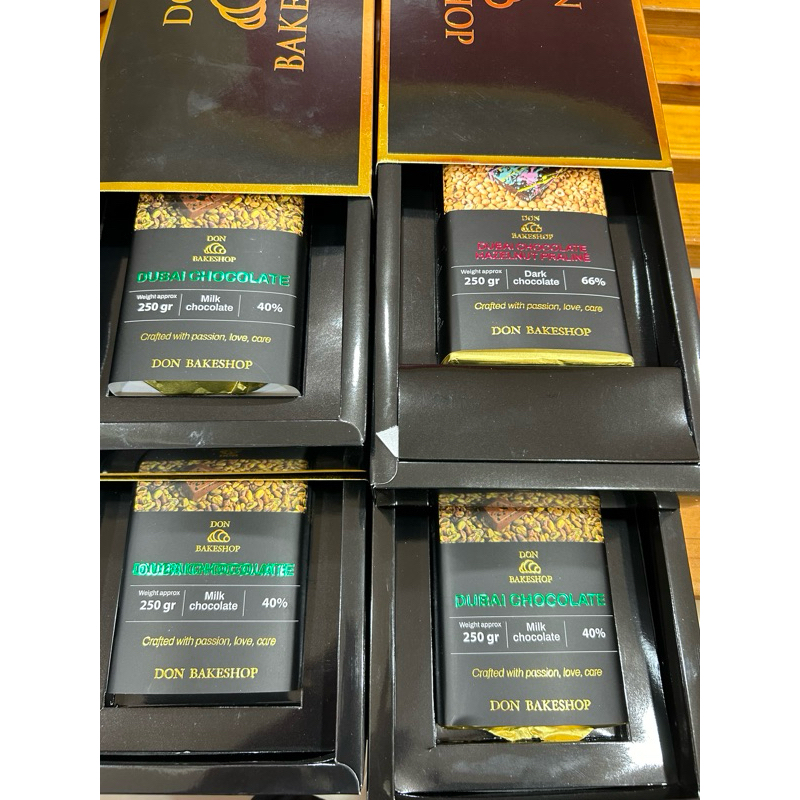 DON
BAKESHOP
DON
BAKESHOP
DON
BAKESHOP
DUBAI CHOCOLATE
Weight approx
250 gr
Milk
chocolate
40%
Crafted with passion, love, care
DON BAKESHOP
DON
BAKESHOP
DUBAI CHOCOLATE
HAZELNUT PRALINE
Weight approx
250 gr
Dark
chocolate
66%
Crafted with passion, love, care
DON BAKESHOP
DON
BAKESHOP
DUBAI CHOCOLATE
Weight approx
250 gr
Milk
chocolate
40%
Crafted with passion, love, care
DON BAKESHOP
DON
BAKESHOP
DUBAI CHOCOLATE
Weight approx
250 gr
Milk
chocolate
40%
Crafted with passion, love, care
DON BAKESHOP